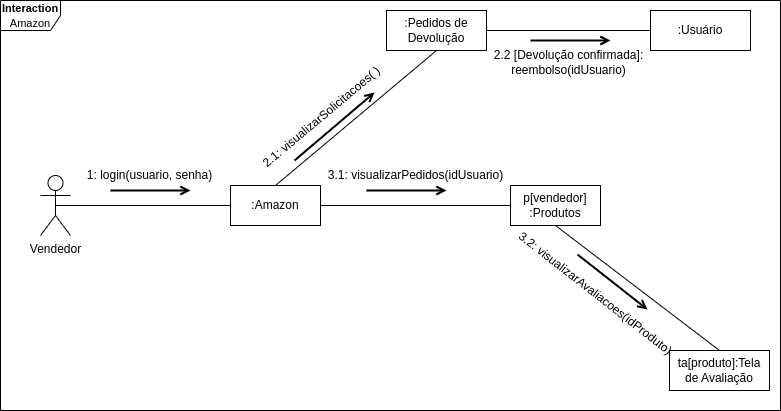 Interaction
Amazon
:Pedidos de
Devolução
:Usuário
2.2 [Devolução confirmada]:
reembolso(idUsuario)
2.1: visualizarSolicitacoes( )
1: login(usuario, senha)
3.1: visualizarPedidos(idUsuario)
Vendedor
:Amazon
p[vendedor]
:Produtos
3.2: visualizarAvaliacoes(idProduto)
ta[produto]:Tela
de Avaliação